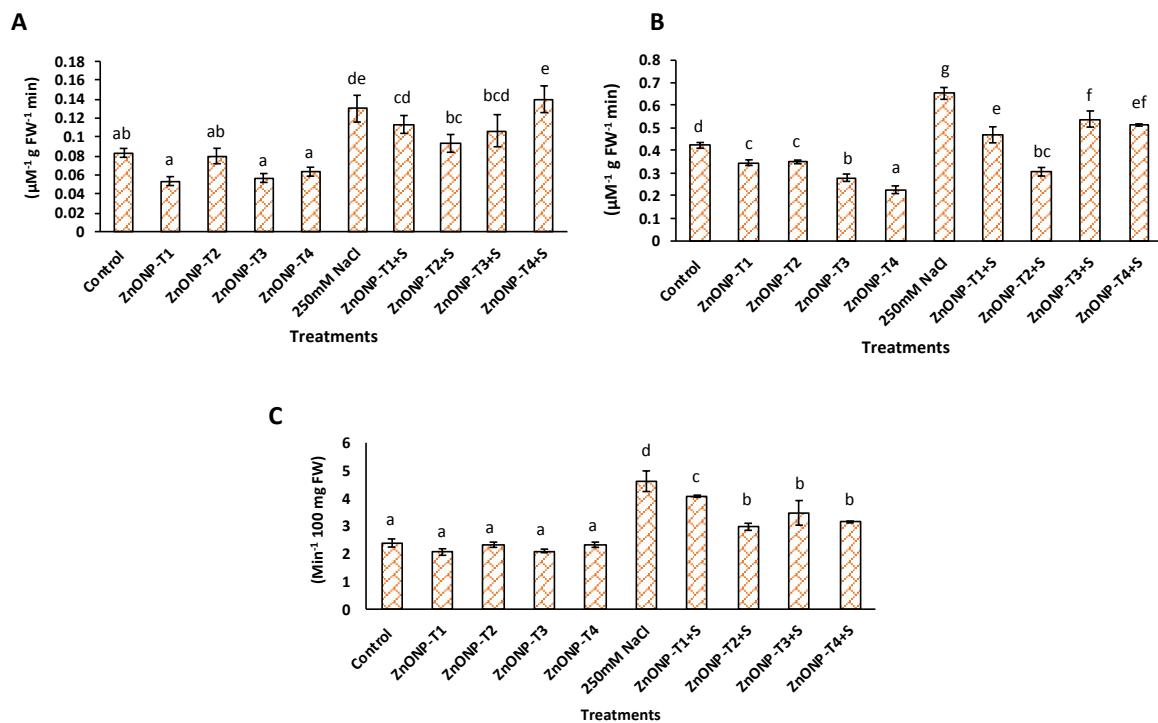 A
(µM⁻¹ g FW⁻¹ min)
0.18
0.16
0.14
0.12
0.1
0.08
0.06
0.04
0.02
0
ab
a
ab
a
a
de
cd
bc
bcd
e
Control
ZnONP-T1
ZnONP-T2
ZnONP-T3
ZnONP-T4
250mM NaCl
ZnONP-T1+S
ZnONP-T2+S
ZnONP-T3+S
ZnONP-T4+S
Treatments
B
(µM⁻¹ g FW⁻¹ min)
0.8
0.7
0.6
0.5
0.4
0.3
0.2
0.1
0
d
c
c
b
a
g
e
bc
f
ef
Control
ZnONP-T1
ZnONP-T2
ZnONP-T3
ZnONP-T4
250mM NaCl
ZnONP-T1+S
ZnONP-T2+S
ZnONP-T3+S
ZnONP-T4+S
Treatments
C
(Min⁻¹ 100 mg FW)
6
5
4
3
2
1
0
a
a
a
a
a
d
c
b
b
b
Control
ZnONP-T1
ZnONP-T2
ZnONP-T3
ZnONP-T4
250mM NaCl
ZnONP-T1+S
ZnONP-T2+S
ZnONP-T3+S
ZnONP-T4+S
Treatments